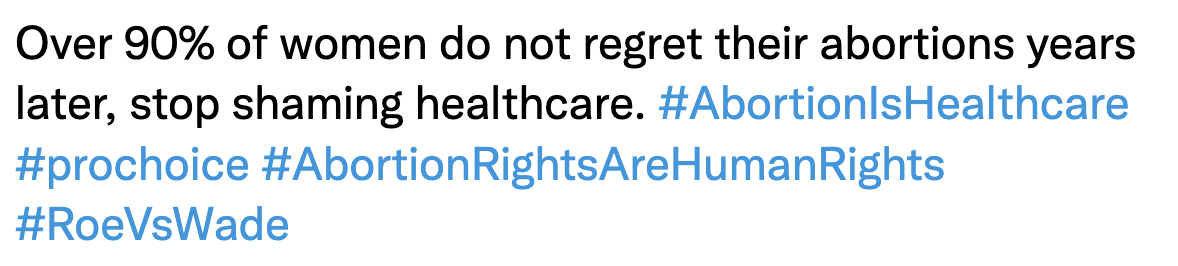 Over 90% of women do not regret their abortions years
later, stop shaming healthcare. #AbortionIsHealthcare
#prochoice #AbortionRightsAreHumanRights
#RoeVsWade